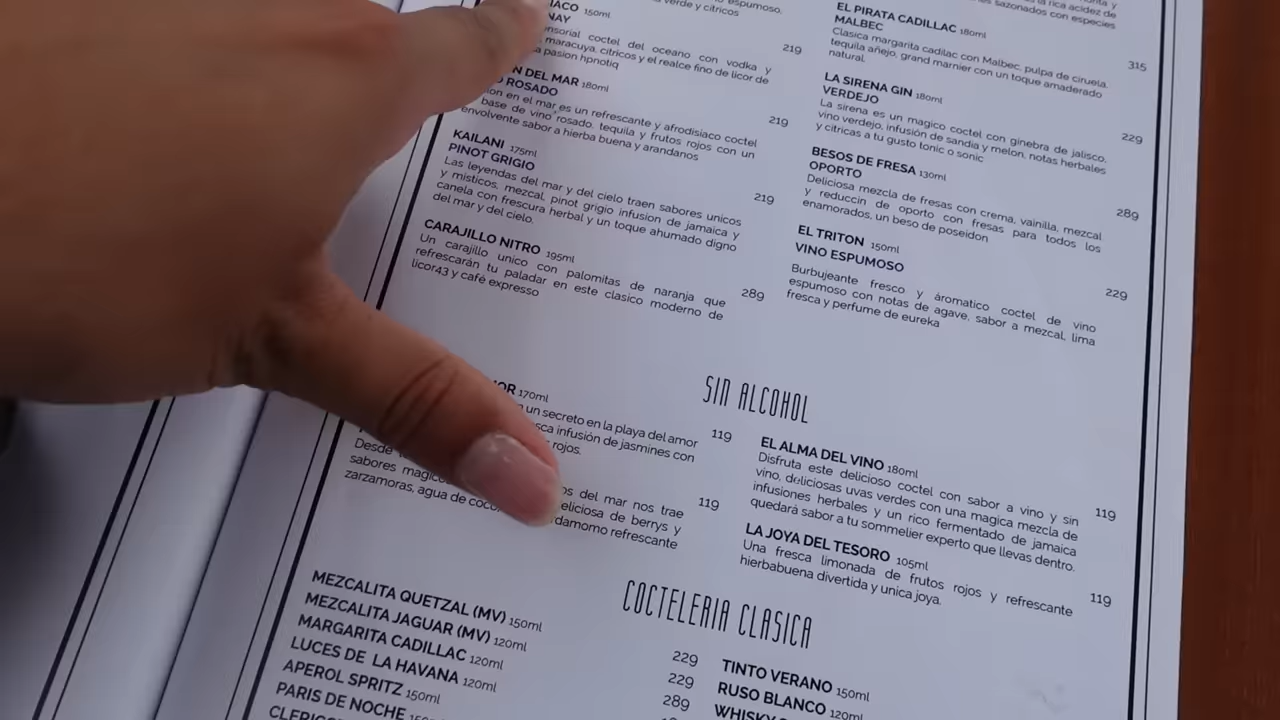 espumoso,
verde y cítricos
150ml
coctel del oceano con vodka y
maracuya, citricos y el realce fino de licor de
pasion hpnotiq
219
DEL MAR 180ml
ROSADO
en el mar es un refrescante y afrodisiaco coctel
base de vino rosado, tequila y frutos rojos con un
envolvente sabor a hierba buena y arandanos
219
KAILANI 175ml
PINOT GRIGIO
Las leyendas del mar y del cielo traen sabores unicos
y misticos, mezcal, pinot grigio infusion de jamaica y
canela con frescura herbal y un toque ahumado digno
del mar y del cielo.
219
CARAJILLO NITRO 195ml
Un carajillo unico con palomitas de naranja que
refrescarán tu paladar en este clasico moderno de
licor43 y café expresso
289
rica acidez de
sazonados con especies
EL PIRATA CADILLAC 180ml
MALBEC
Clasica margarita cadilac con Malbec, pulpa de ciruela,
tequila añejo, grand marnier con un toque amaderado
natural.
315
LA SIRENA GIN 180ml
VERDEJO
La sirena es un magico coctel con ginebra de jalisco,
vino verdejo, infusión de sandia y melon, notas herbales
y citricas a tu gusto tonic o sonic
229
BESOS DE FRESA 130ml
OPORTO
Deliciosa mezcla de fresas con crema, vainilla, mezcal
y reduccin de oporto con fresas para todos los
enamorados, un beso de poseidon
289
EL TRITON 150ml
VINO ESPUMOSO
Burbujeante fresco y áromatico coctel de vino
espumoso con notas de agave, sabor a mezcal, lima
fresca y perfume de eureka
229
SIN ALCOHOL
170ml
un secreto en la playa del amor
infusión de jasmines con
rojos.
119
Desde
del mar nos trae
sabores
de berrys y
zarzamoras, agua de coco,
refrescante
119
EL ALMA DEL VINO 180ml
Disfruta este delicioso coctel con sabor a vino y sin
vino, deliciosas uvas verdes con una magica mezcla de
infusiones herbales y un rico fermentado de jamaica
quedará sabor a tu sommelier experto que llevas dentro.
119
LA JOYA DEL TESORO 105ml
Una fresca limonada de frutos rojos y refrescante
hierbabuena divertida y unica joya.
119
COCTELERIA CLASICA
MEZCALITA QUETZAL (MV) 150ml
229
MEZCALITA JAGUAR (MV) 120ml
229
MARGARITA CADILLAC 120ml
289
LUCES DE LA HAVANA 120ml
APEROL SPRITZ 150ml
PARIS DE NOCHE
TINTO VERANO 150ml
RUSO BLANCO 120ml
WHISKY